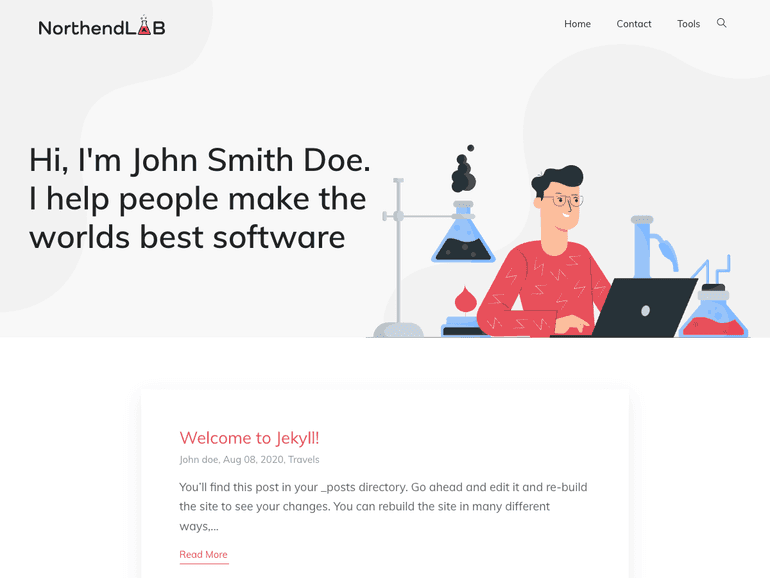 NorthendLAB
Home Contact Tools
Hi, I'm John Smith Doe.
I help people make the
worlds best software
Welcome to Jekyll!
John doe, Aug 08, 2020, Travels
You’ll find this post in your _posts directory. Go ahead and edit it and re-build
the site to see your changes. You can rebuild the site in many different
ways,...
Read More